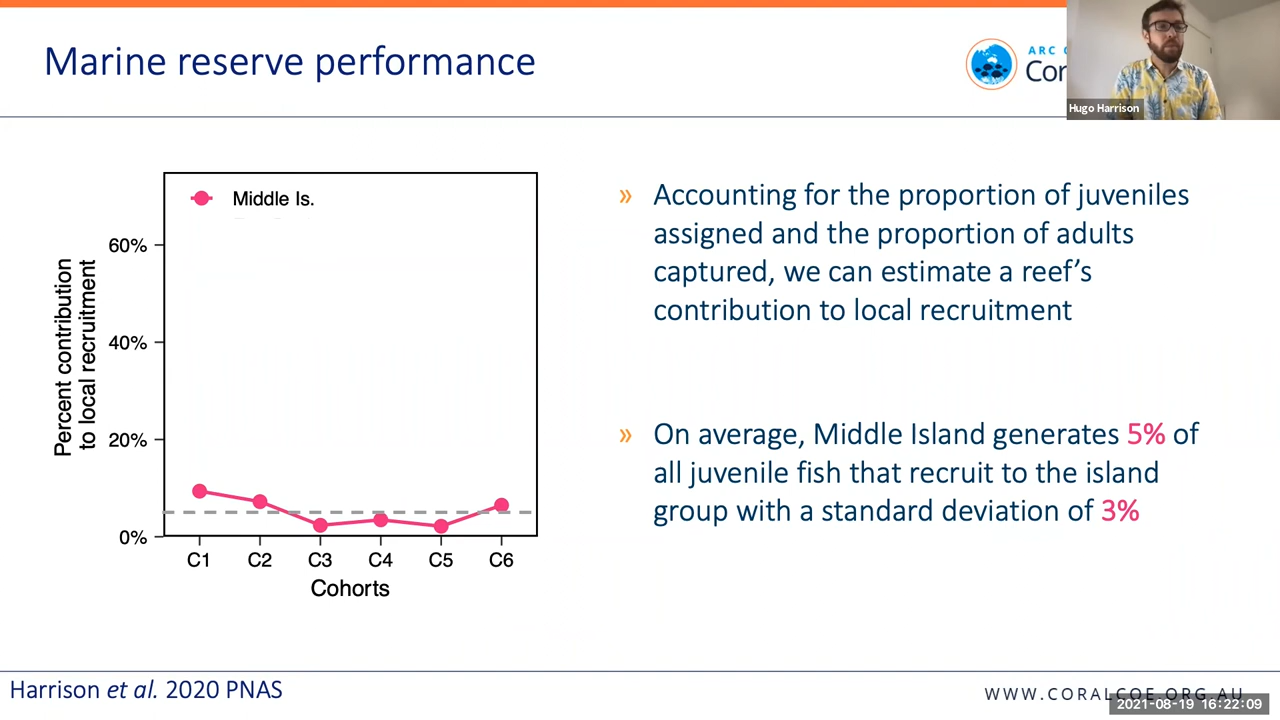 Marine reserve performance
ARC C
Cor
Hugo Harrison
Middle Is.
Percent contribution
to local recruitment
60%
40%
20%
0%
C1 C2 C3 C4 C5 C6
Cohorts
» Accounting for the proportion of juveniles
assigned and the proportion of adults
captured, we can estimate a reef’s
contribution to local recruitment
» On average, Middle Island generates 5% of
all juvenile fish that recruit to the island
group with a standard deviation of 3%
Harrison et al. 2020 PNAS
WWW.CORALCOE.ORG.AU
2021-08-19 16:22:09